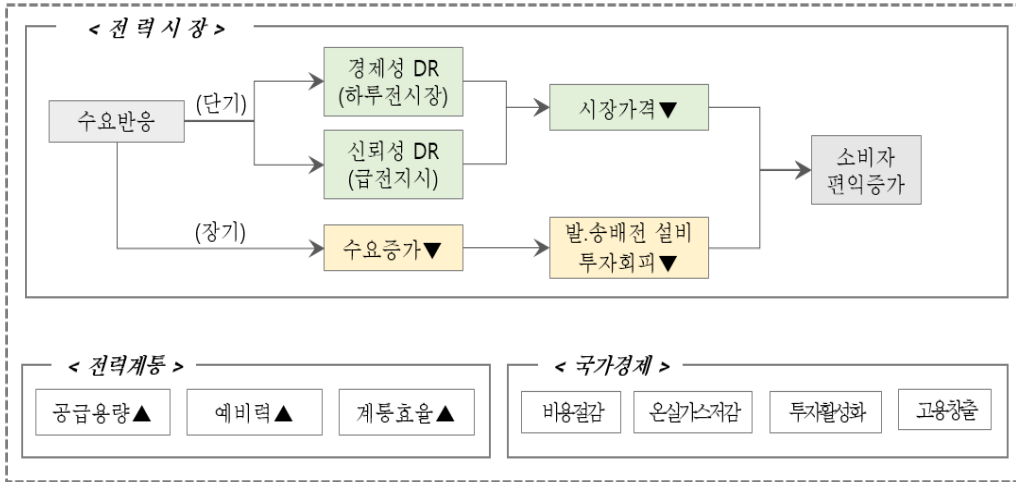 < 전 력 시 장 >
수요반응
(단기)
경제성 DR
(하루전시장)
신뢰성 DR
(급전지시)
시장가격▼
소비자
편익증가
(장기)
수요증가▼
발.송배전 설비
투자회피▼
< 전력계통 >
공급용량▲
예비력▲
계통효율▲
< 국가경제 >
비용절감
온실가스저감
투자활성화
고용창출